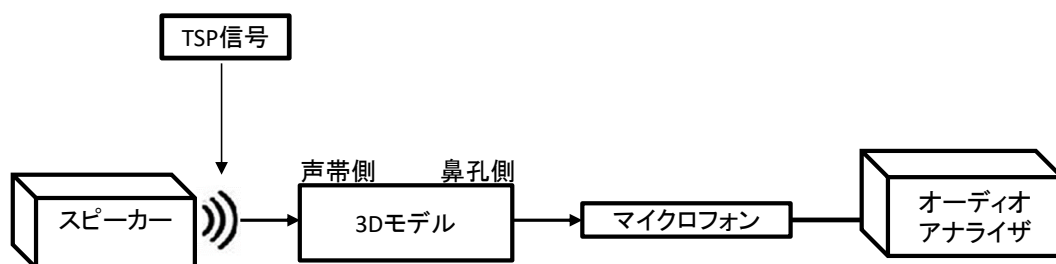 TSP信号
声帯側
鼻孔側
スピーカー
3Dモデル
マイクロフォン
オーディオ
アナライザ